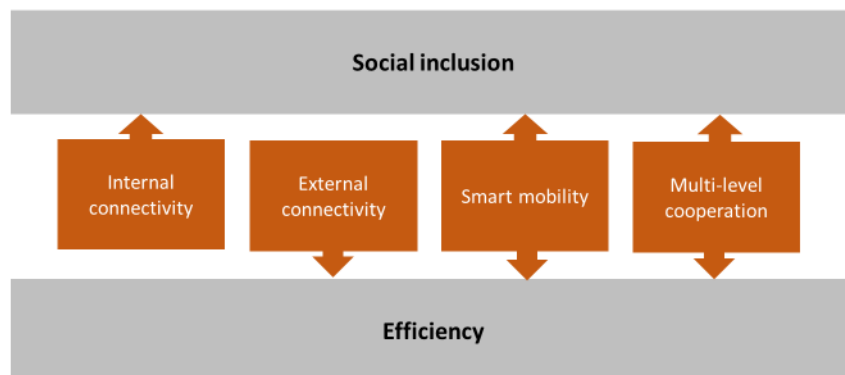 Social inclusion
Internal
connectivity
External
connectivity
Smart mobility
Multi-level
cooperation
Efficiency